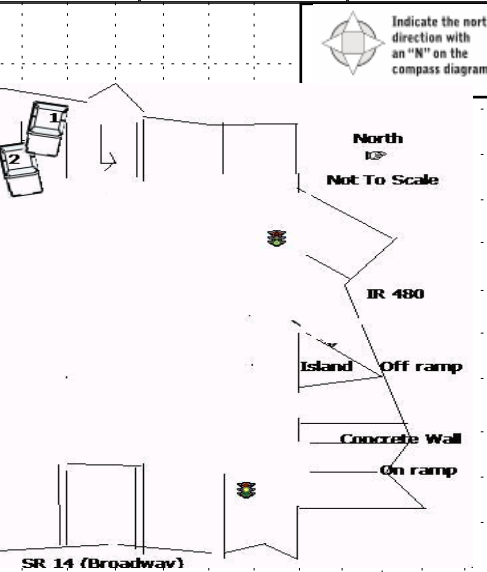 Indicate the nort
direction with
an "N" on the
compass diagram
1
2
North
Not To Scale
IR 480
Island Off ramp
Concrete Wall
On ramp
SR 14 (Broadway)